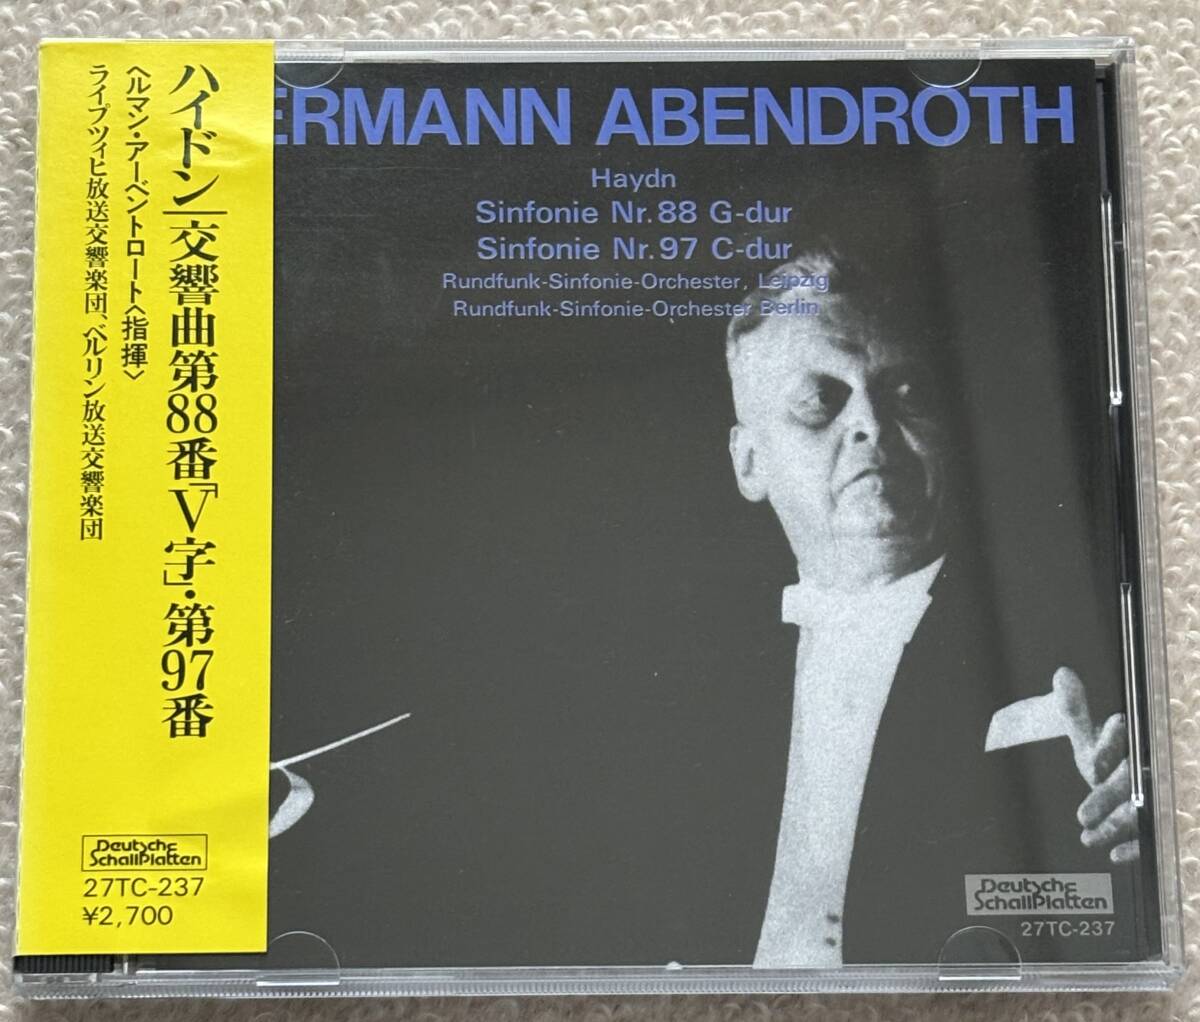 ハイドン/交響曲第88番「V字」・第97番
ヘルマン・アーベントロート〈指揮〉
ライプツィヒ放送交響楽団、ベルリン放送交響楽団
Deutsche
SchallPlatten
27TC-237
¥2,700
ERMANN ABENDROTH
Haydn
Sinfonie Nr. 88 G-dur
Sinfonie Nr. 97 C-dur
Rundfunk-Sinfonie-Orchester, Leipzig
Rundfunk-Sinfonie-Orchester Berlin
Deutsche
SchallPlatten
27TC-237